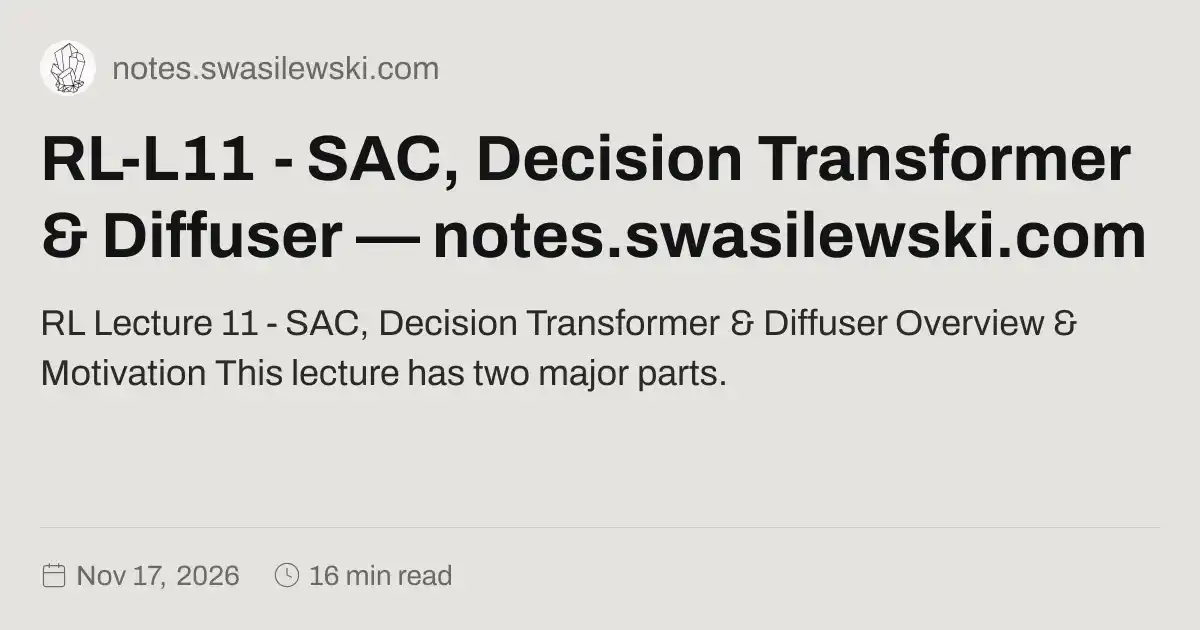 notes.swasilewski.com
RL-L11 - SAC, Decision Transformer
& Diffuser — notes.swasilewski.com
RL Lecture 11 - SAC, Decision Transformer & Diffuser Overview &
Motivation This lecture has two major parts.
Nov 17, 2026 16 min read